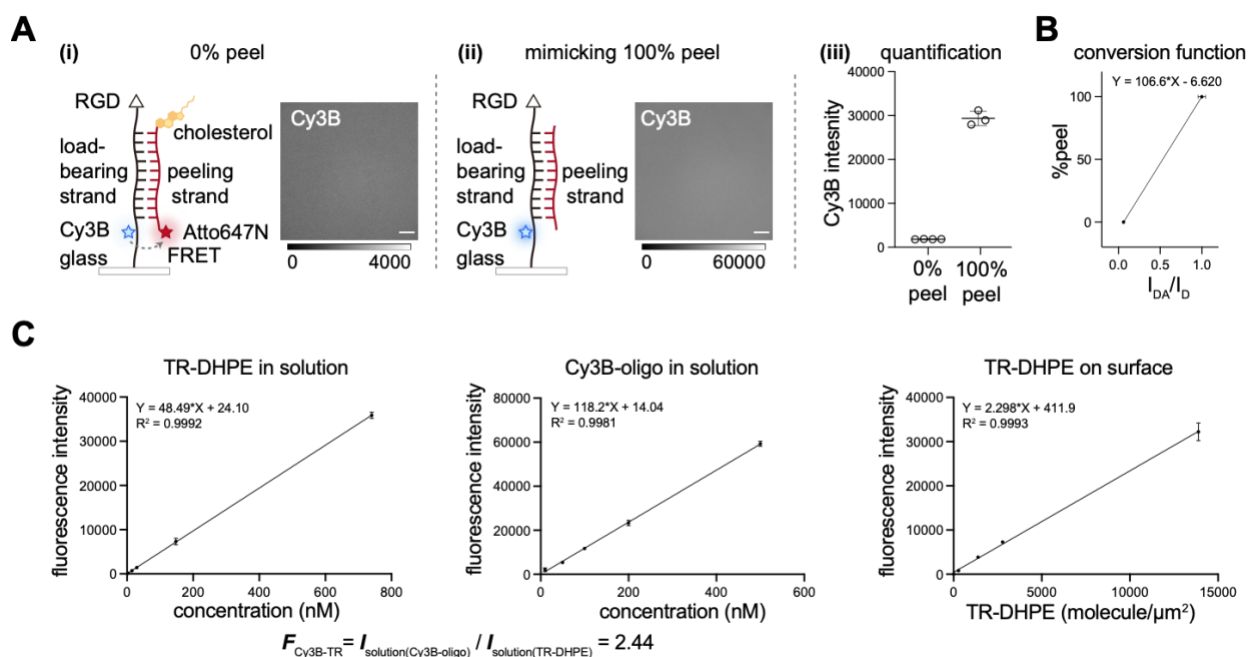 A
(i) 0% peel
RGD
cholesterol
load-
bearing
strand
peeling
strand
Cy3B
Atto647N
FRET
glass
Cy3B
0 4000
(ii) mimicking 100% peel
RGD
load-
bearing
strand
peeling
strand
Cy3B
glass
Cy3B
0 60000
(iii) quantification
Cy3B intesnity
40000
30000
20000
10000
0
0%
peel
100%
peel
B
conversion function
Y = 106.6*X - 6.620
%peel
100
50
0
0.0 0.5 1.0
I_DA/I_D
C
TR-DHPE in solution
Y = 48.49*X + 24.10
R² = 0.9992
fluorescence intensity
40000
30000
20000
10000
0
0 200 400 600 800
concentration (nM)
Cy3B-oligo in solution
Y = 118.2*X + 14.04
R² = 0.9981
fluorescence intensity
80000
60000
40000
20000
0
0 200 400 600
concentration (nM)
TR-DHPE on surface
Y = 2.298*X + 411.9
R² = 0.9993
fluorescence intensity
40000
30000
20000
10000
0
0 5000 10000 15000
TR-DHPE (molecule/µm²)
F_Cy3B-TR = I_solution(Cy3B-oligo) / I_solution(TR-DHPE) = 2.44